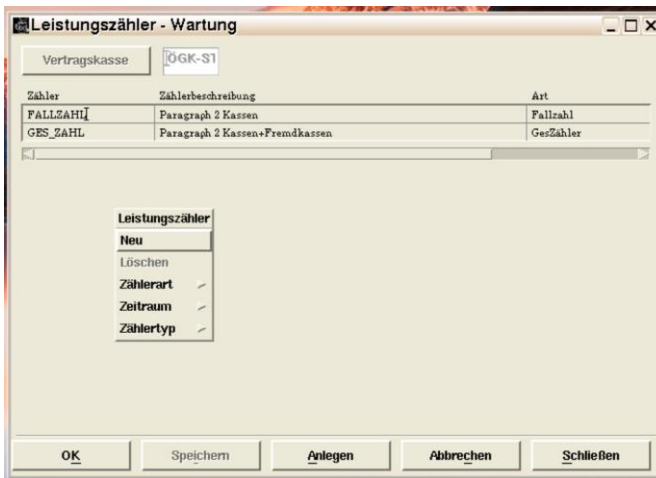 Leistungszähler - Wartung
Vertragskasse ÖGK-S1
Zähler Zählerbeschreibung Art
FALLZAHL Paragraph 2 Kassen Fallzahl
GES_ZAHL Paragraph 2 Kassen+Fremdkassen GesZähler
Leistungszähler
Neu
Löschen
Zählerart
Zeitraum
Zählertyp
OK Speichern Anlegen Abbrechen Schließen